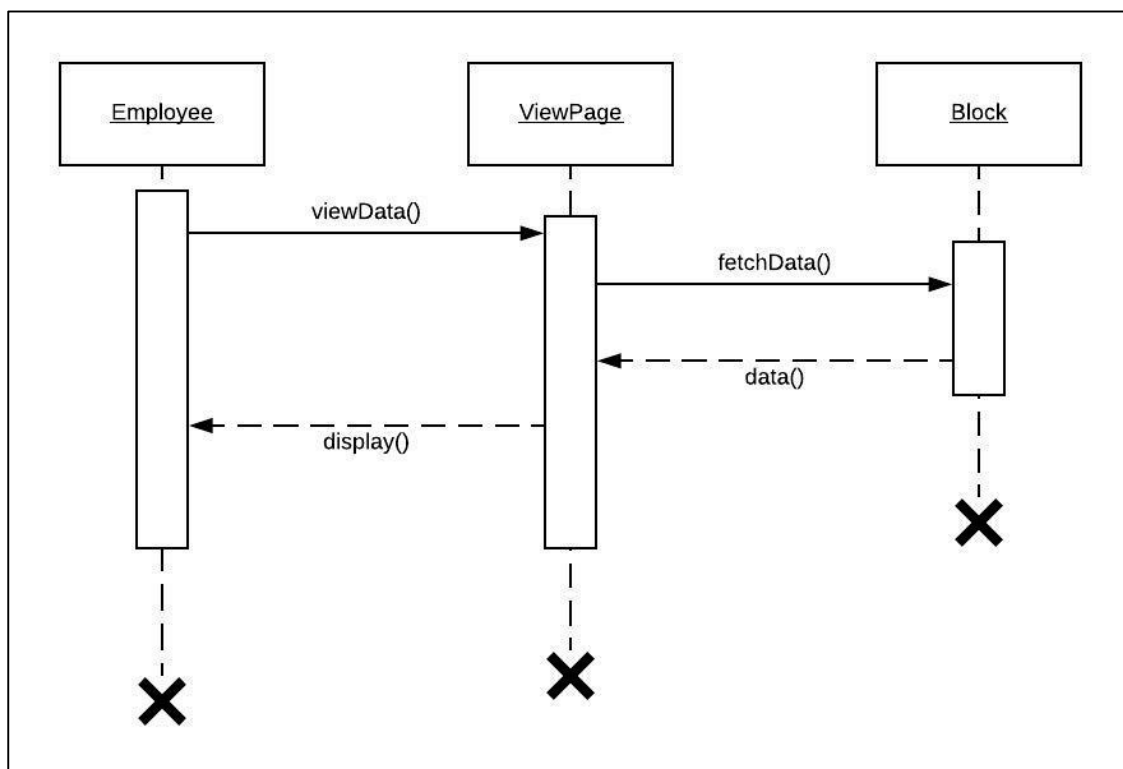 Employee
ViewPage
Block
viewData()
fetchData()
data()
display()